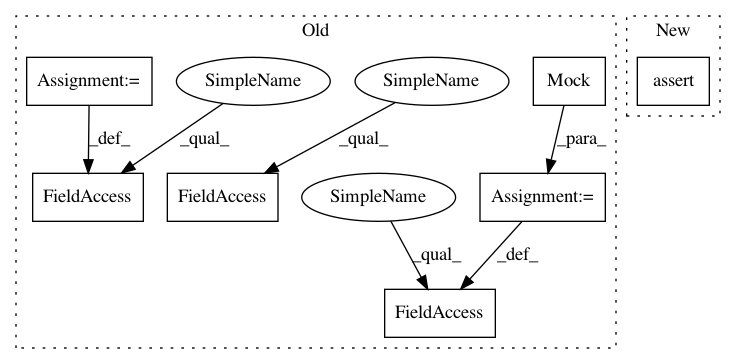 Old
New
Assignment:=
SimpleName
SimpleName
Mock
assert
_def_
_qual_
_qual_
_para_
FieldAccess
FieldAccess
SimpleName
Assignment:=
_qual_
_def_
FieldAccess